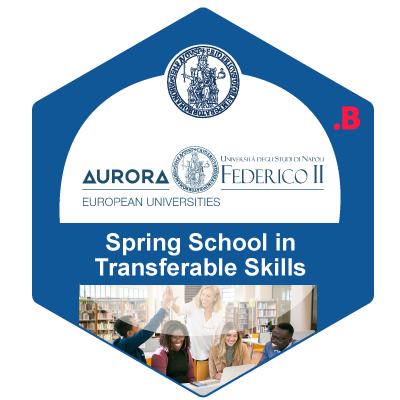 .B
AURORA
UNIVERSITÀ DEGLI STUDI DI NAPOLI
FEDERICO II
EUROPEAN UNIVERSITIES
Spring School in
Transferable Skills